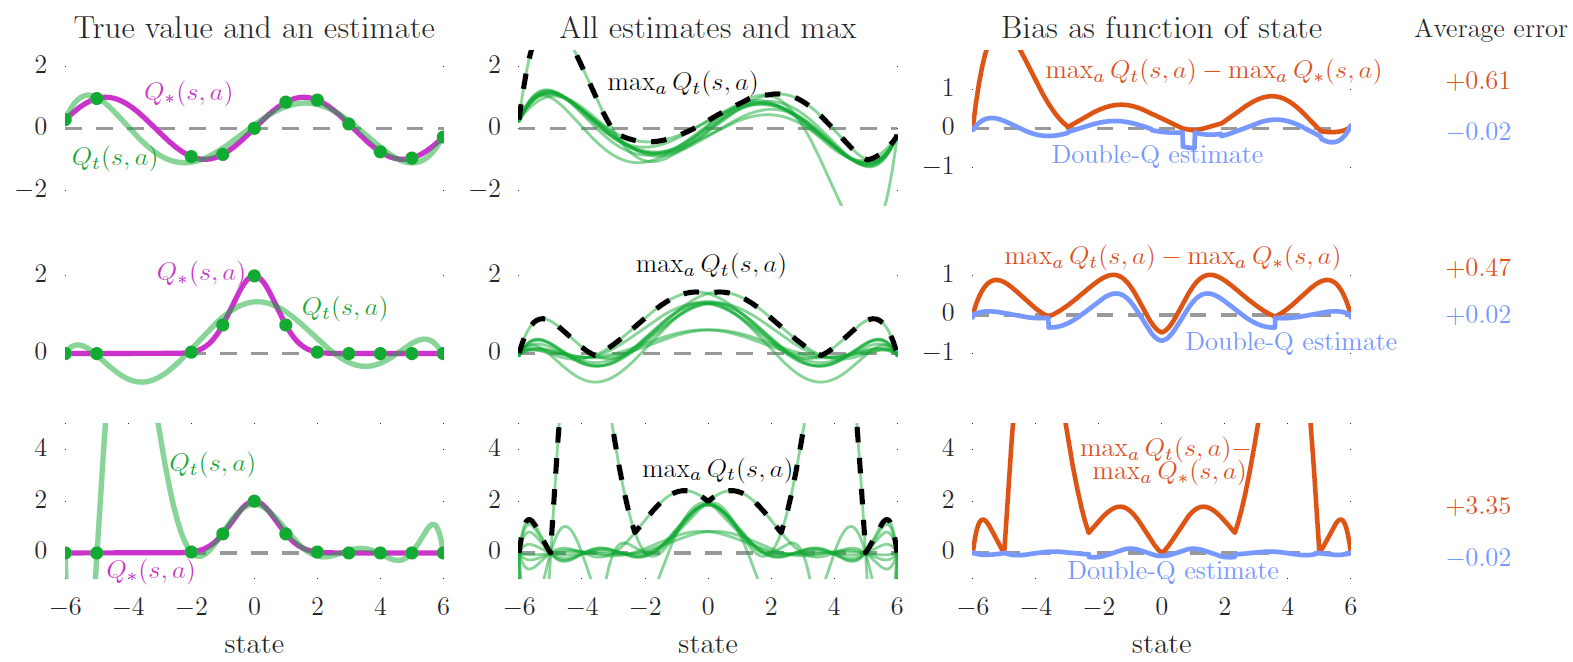 True value and an estimate
All estimates and max
Bias as function of state
Average error
2
0
−2
Q∗(s, a)
Qt(s, a)
2
0
−2
maxa Qt(s, a)
1
0
−1
maxa Qt(s, a) − maxa Q∗(s, a)
Double-Q estimate
+0.61
−0.02
2
0
Q∗(s, a)
Qt(s, a)
2
0
maxa Qt(s, a)
1
0
−1
maxa Qt(s, a) − maxa Q∗(s, a)
Double-Q estimate
+0.47
+0.02
4
2
0
Qt(s, a)
Q∗(s, a)
−6 −4 −2 0 2 4 6
state
4
2
0
maxa Qt(s, a)
−6 −4 −2 0 2 4 6
state
4
2
0
maxa Qt(s, a)−
maxa Q∗(s, a)
Double-Q estimate
−6 −4 −2 0 2 4 6
state
+3.35
−0.02